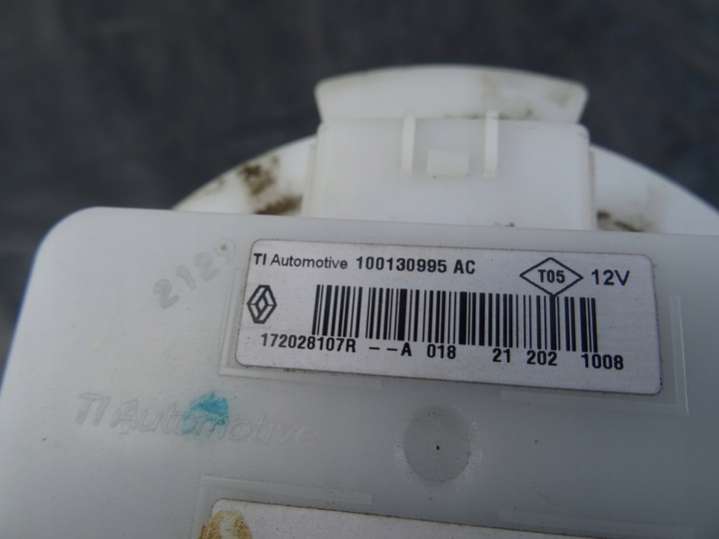 TI Automotive 100130995 AC
T05 12V
172028107R --A 018 21 202 1008
TI Automotive